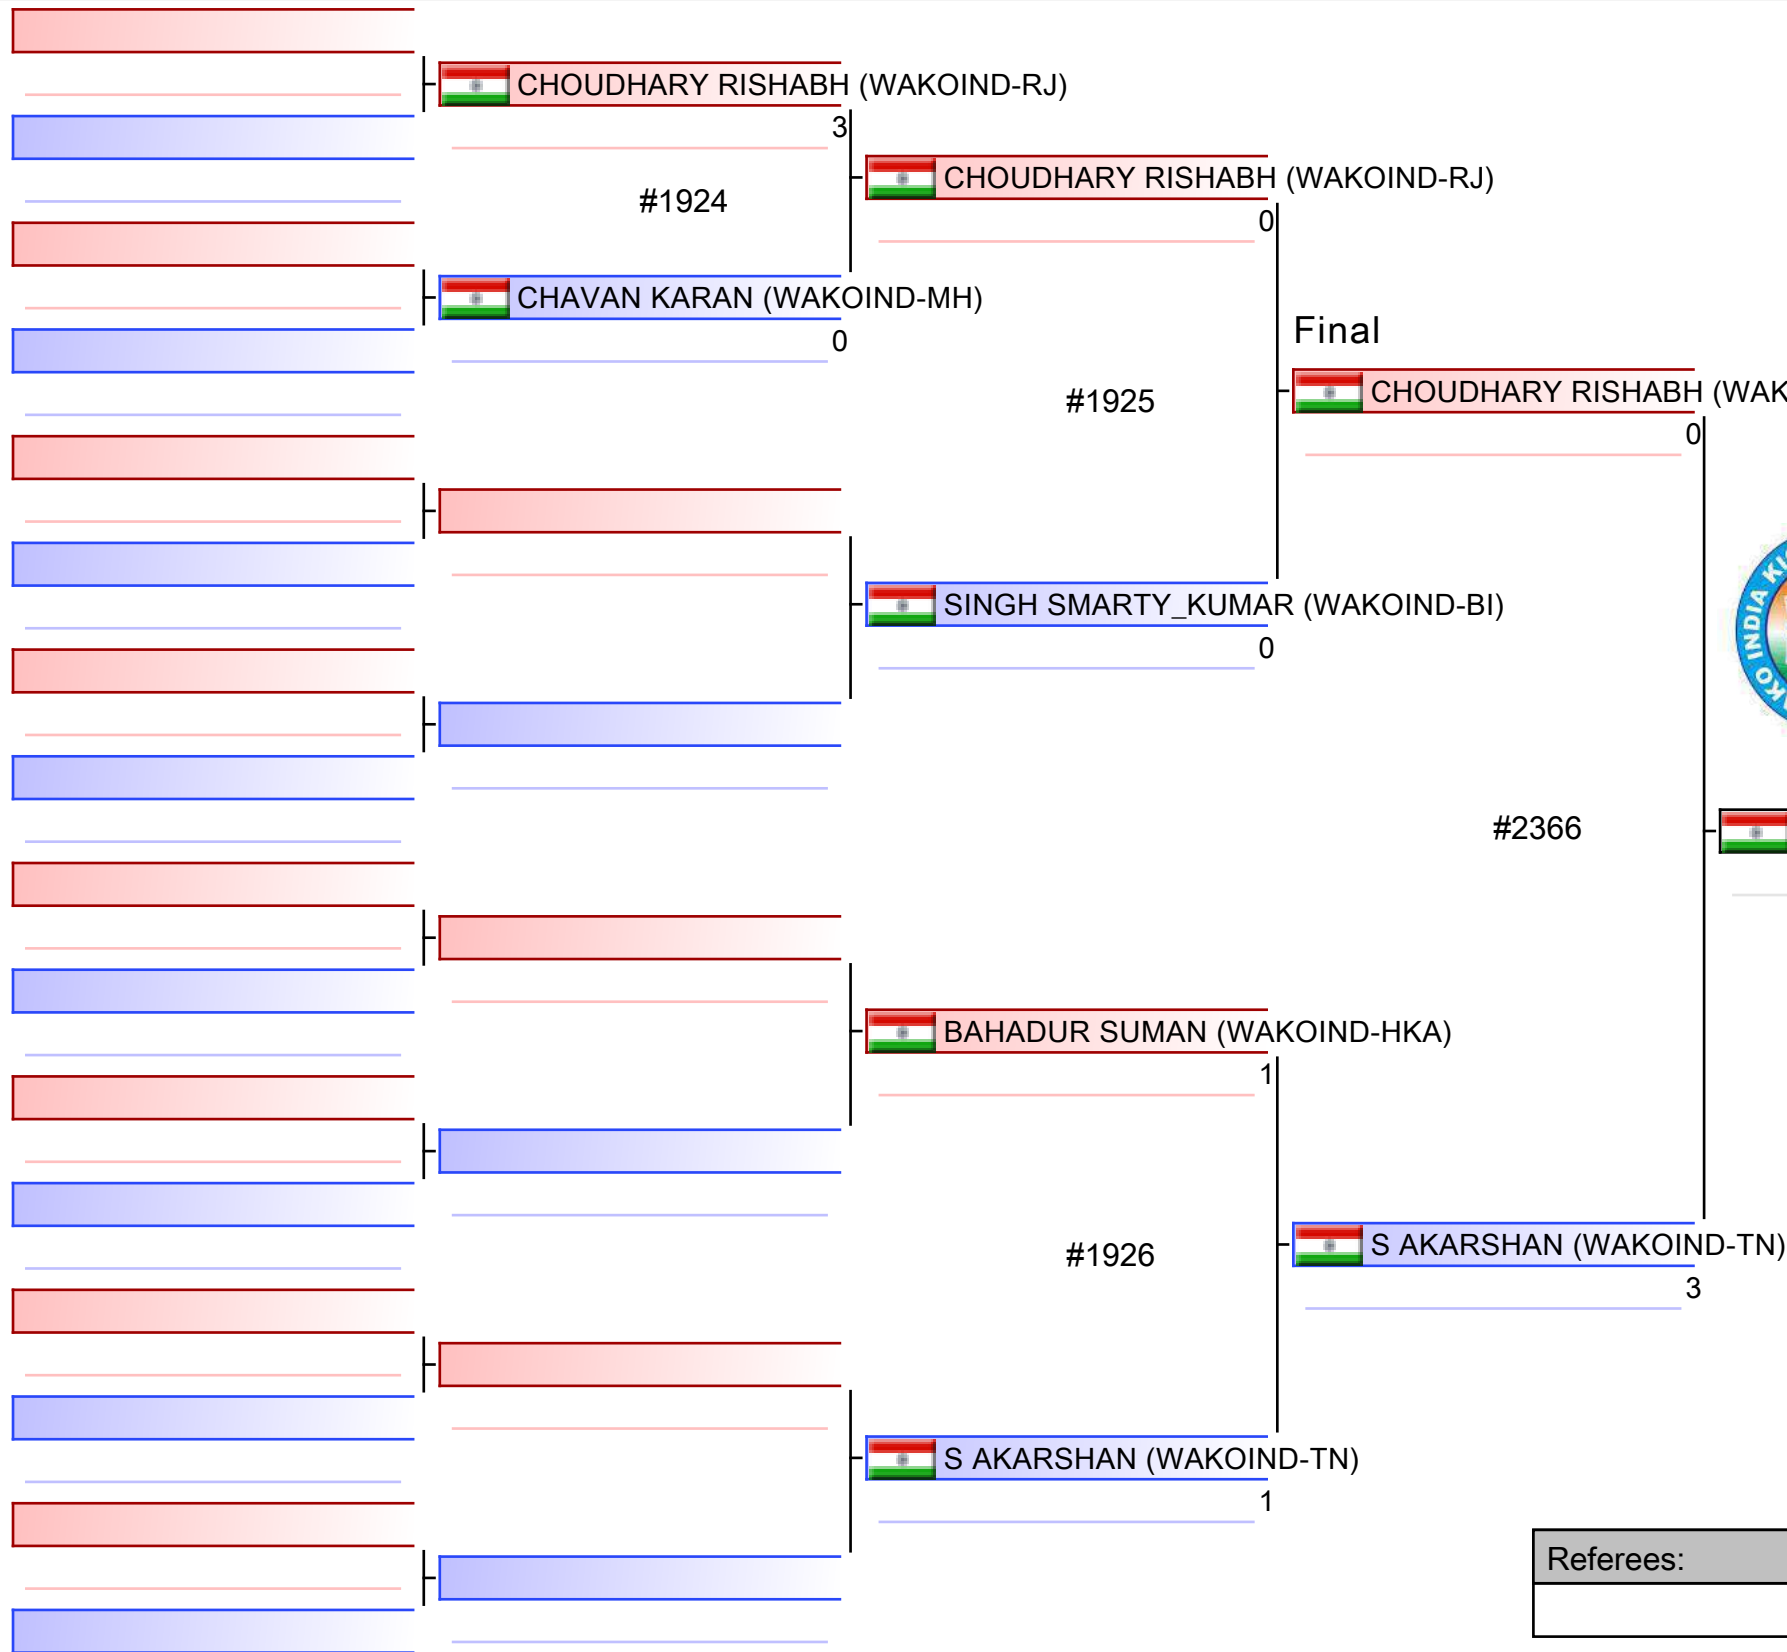 CHOUDHARY RISHABH (WAKOIND-RJ)
3
#1924
CHAVAN KARAN (WAKOIND-MH)
0
CHOUDHARY RISHABH (WAKOIND-RJ)
0
#1925
SINGH SMARTY_KUMAR (WAKOIND-BI)
0
BAHADUR SUMAN (WAKOIND-HKA)
1
#1926
S AKARSHAN (WAKOIND-TN)
1
Final
CHOUDHARY RISHABH (WAK
0
#2366
S AKARSHAN (WAKOIND-TN)
3
INDIA
Referees: